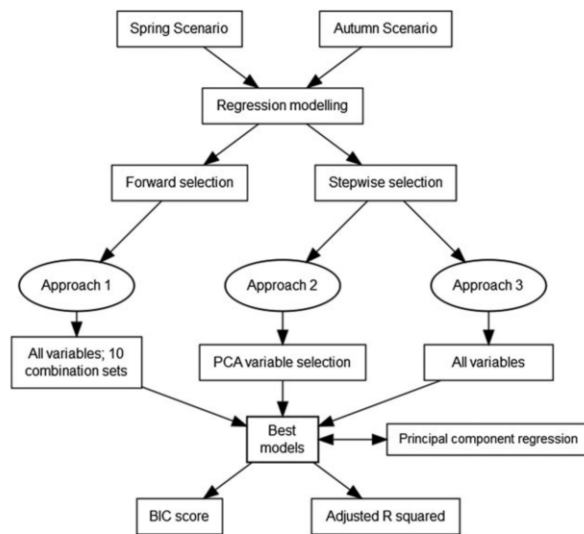 Spring Scenario
Autumn Scenario
Regression modelling
Forward selection
Stepwise selection
Approach 1
Approach 2
Approach 3
All variables; 10
combination sets
PCA variable selection
All variables
Best
models
Principal component regression
BIC score
Adjusted R squared